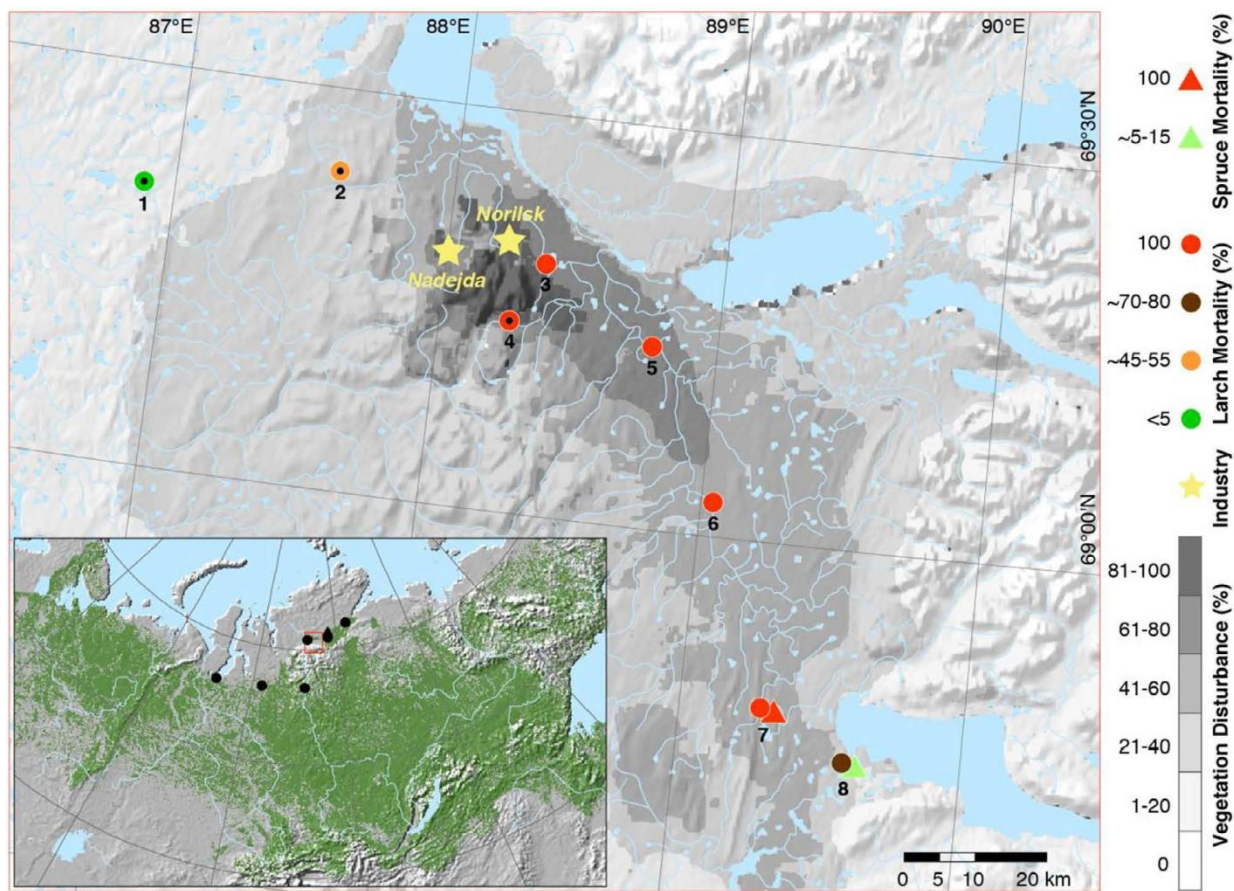 87°E
88°E
89°E
90°E
69°30'N
69°00'N
1
2
Norilsk
Nadejda
3
4
5
6
7
8
0 5 10 20 km
Spruce Mortality (%)
100
~5-15
Larch Mortality (%)
100
~70-80
~45-55
<5
Industry
Vegetation Disturbance (%)
81-100
61-80
41-60
21-40
1-20
0